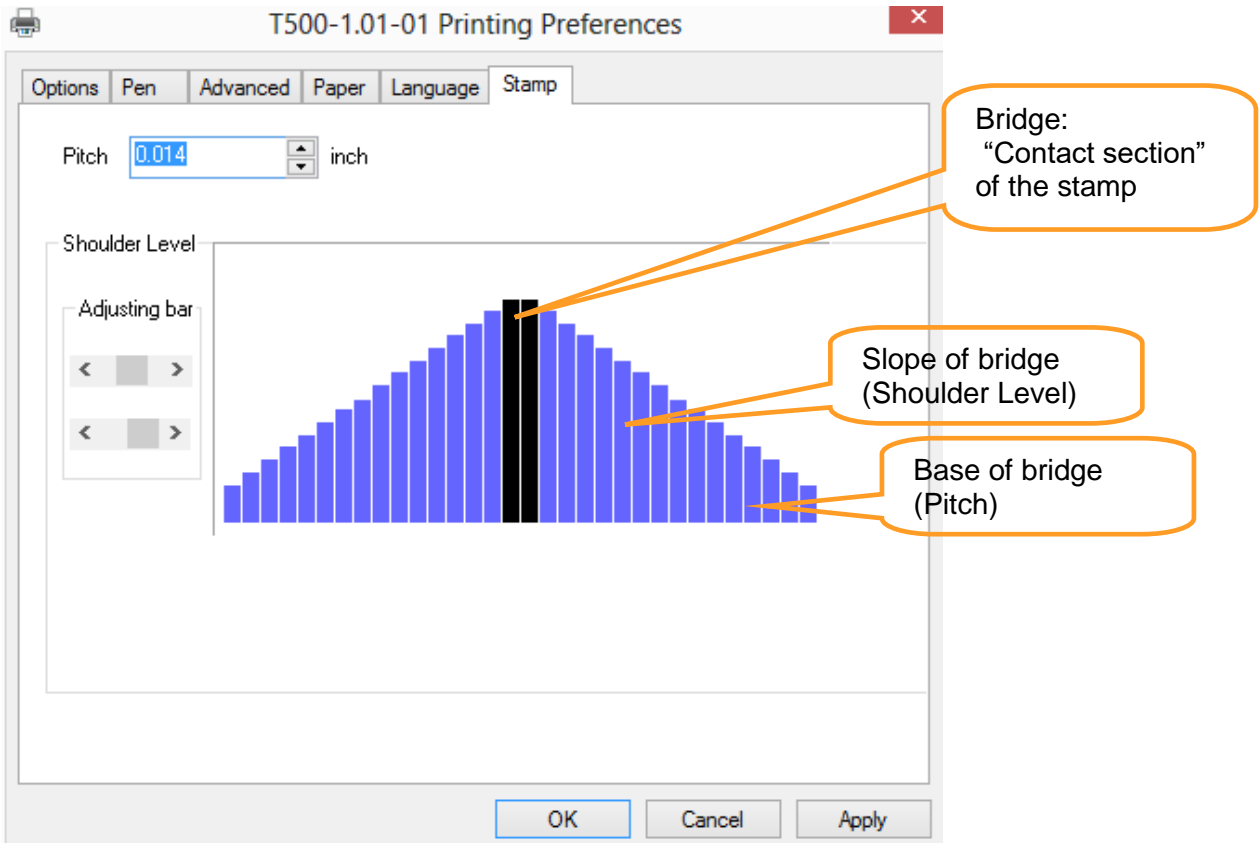 T500-1.01-01 Printing Preferences
Options Pen Advanced Paper Language Stamp
Pitch 0.014 inch
Shoulder Level
Adjusting bar
Bridge:
“Contact section”
of the stamp
Slope of bridge
(Shoulder Level)
Base of bridge
(Pitch)
OK Cancel Apply